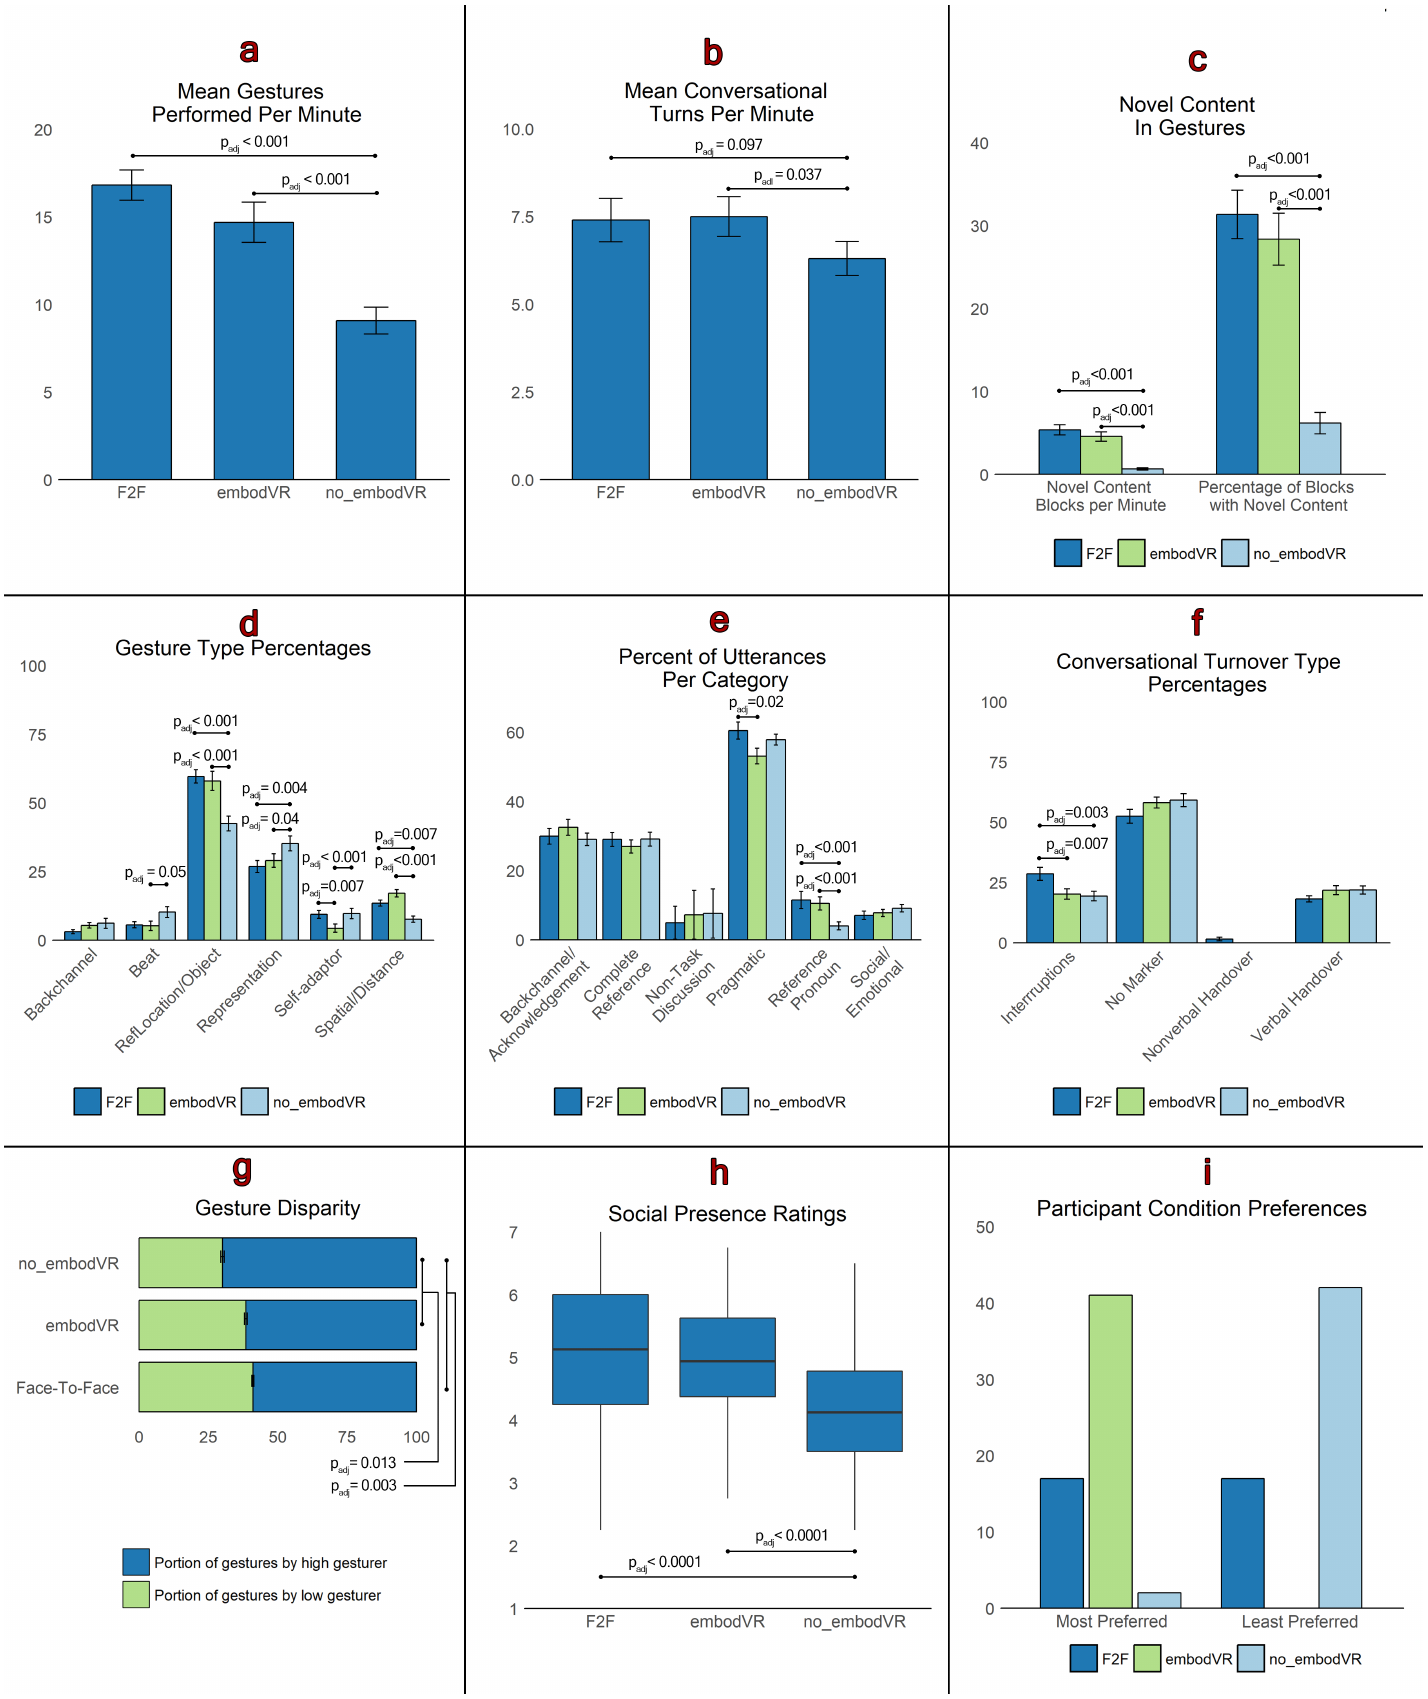 a
Mean Gestures
Performed Per Minute
20
15
10
5
0
padj < 0.001
padj < 0.001
F2F
embodVR
no_embodVR
b
Mean Conversational
Turns Per Minute
10.0
7.5
5.0
2.5
0.0
padj = 0.097
padj = 0.037
F2F
embodVR
no_embodVR
c
Novel Content
In Gestures
40
30
20
10
0
padj<0.001
padj<0.001
padj<0.001
padj<0.001
Novel Content
Blocks per Minute
Percentage of Blocks
with Novel Content
F2F
embodVR
no_embodVR
d
Gesture Type Percentages
100
75
50
25
0
padj< 0.001
padj< 0.001
padj= 0.004
padj= 0.04
padj = 0.05
padj< 0.001
padj=0.007
padj=0.007
padj<0.001
Backchannel
Beat
RefLocation/Object
Representation
Self-adaptor
Spatial/Distance
F2F
embodVR
no_embodVR
e
Percent of Utterances
Per Category
60
40
20
0
padj=0.02
padj<0.001
padj<0.001
Backchannel/
Acknowledgement
Complete
Reference
Non-Task
Discussion
Pragmatic
Reference
Pronoun
Social/
Emotional
F2F
embodVR
no_embodVR
f
Conversational Turnover Type
Percentages
100
75
50
25
0
padj=0.003
padj=0.007
Interrruptions
No Marker
Nonverbal Handover
Verbal Handover
F2F
embodVR
no_embodVR
g
Gesture Disparity
no_embodVR
embodVR
Face-To-Face
0
25
50
75
100
padj= 0.013
padj= 0.003
Portion of gestures by high gesturer
Portion of gestures by low gesturer
h
Social Presence Ratings
7
6
5
4
3
2
1
padj< 0.0001
padj< 0.0001
F2F
embodVR
no_embodVR
i
Participant Condition Preferences
50
40
30
20
10
0
Most Preferred
Least Preferred
F2F
embodVR
no_embodVR